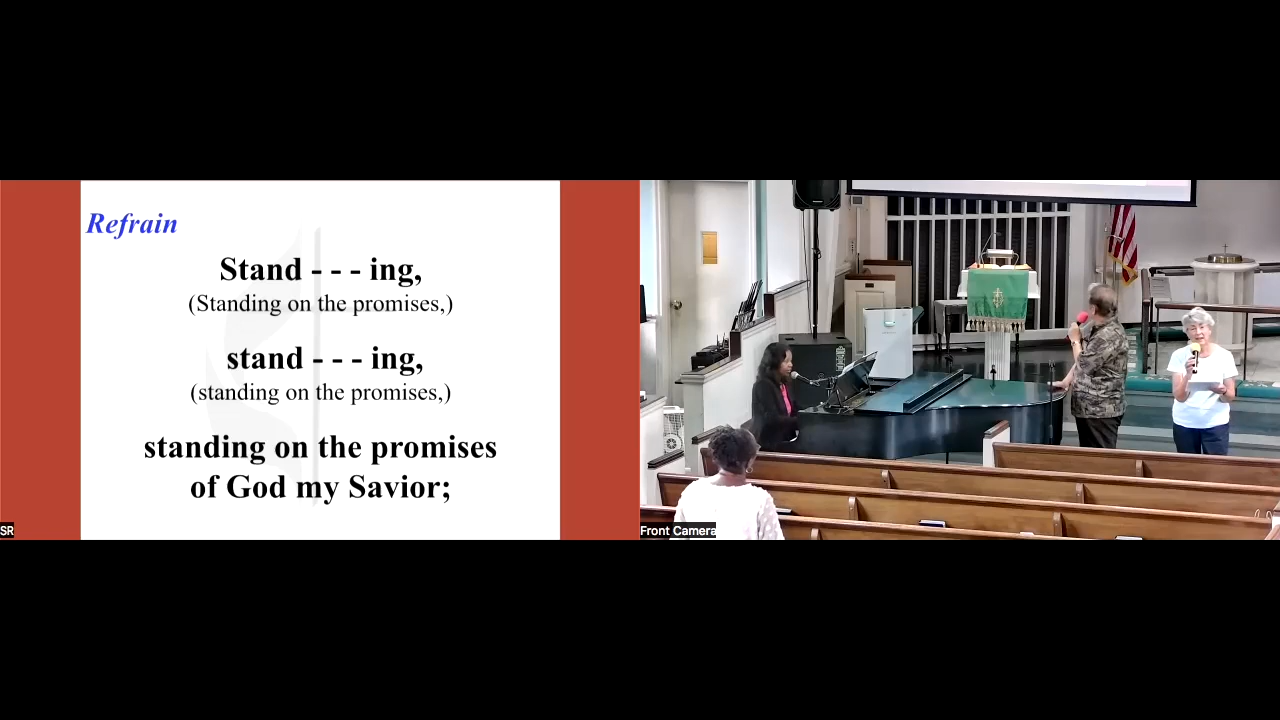 Refrain
Stand - - - ing,
(Standing on the promises,)
stand - - - ing,
(standing on the promises,)
standing on the promises
of God my Savior;
SR
Front Camera